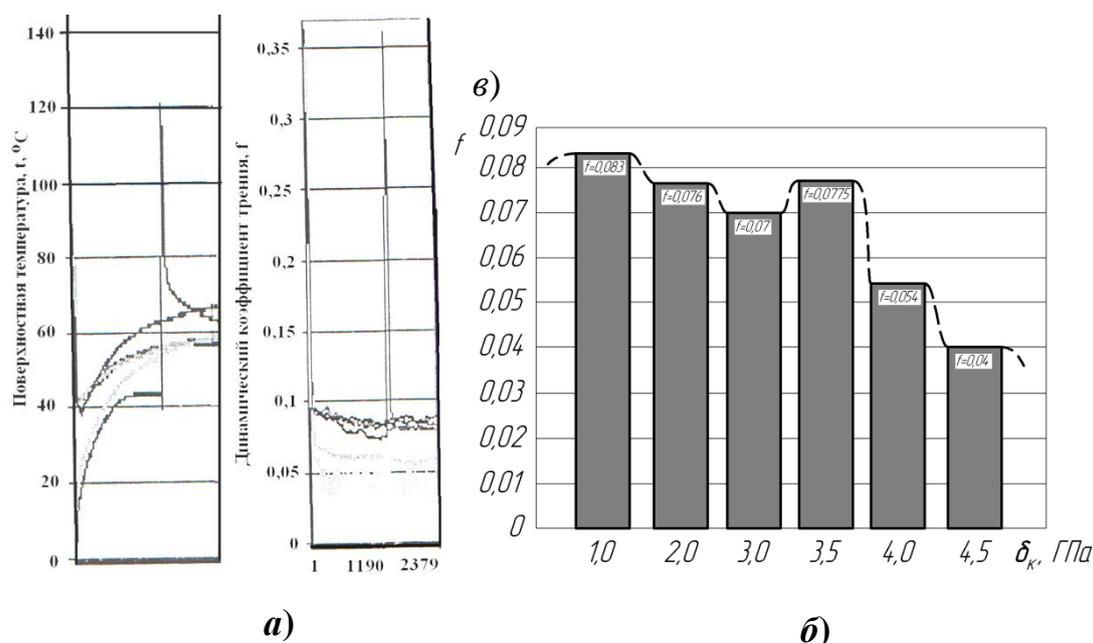 Поверхностная температура, t, °C
140
120
100
80
60
40
20
0
Динамический коэффициент трения, f
0,35
0,3
0,25
0,2
0,15
0,1
0,05
0
1 1190 2379
а)
в)
f
0,09
0,08
0,07
0,06
0,05
0,04
0,03
0,02
0,01
0
f=0,083
f=0,076
f=0,07
f=0,0775
f=0,054
f=0,04
1,0 2,0 3,0 3,5 4,0 4,5 δк, ГПа
б)